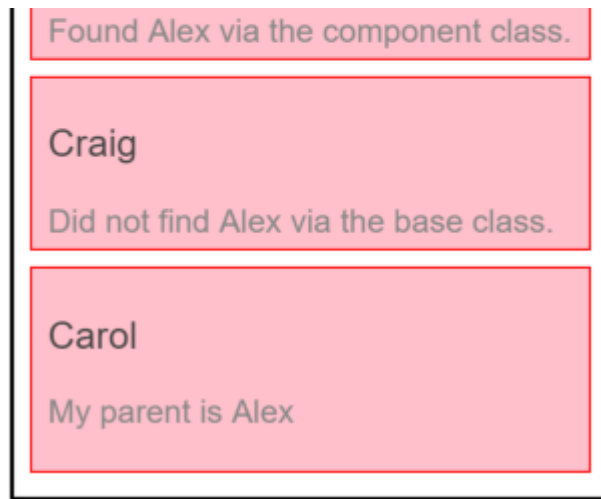 Found Alex via the component class.
Craig
Did not find Alex via the base class.
Carol
My parent is Alex